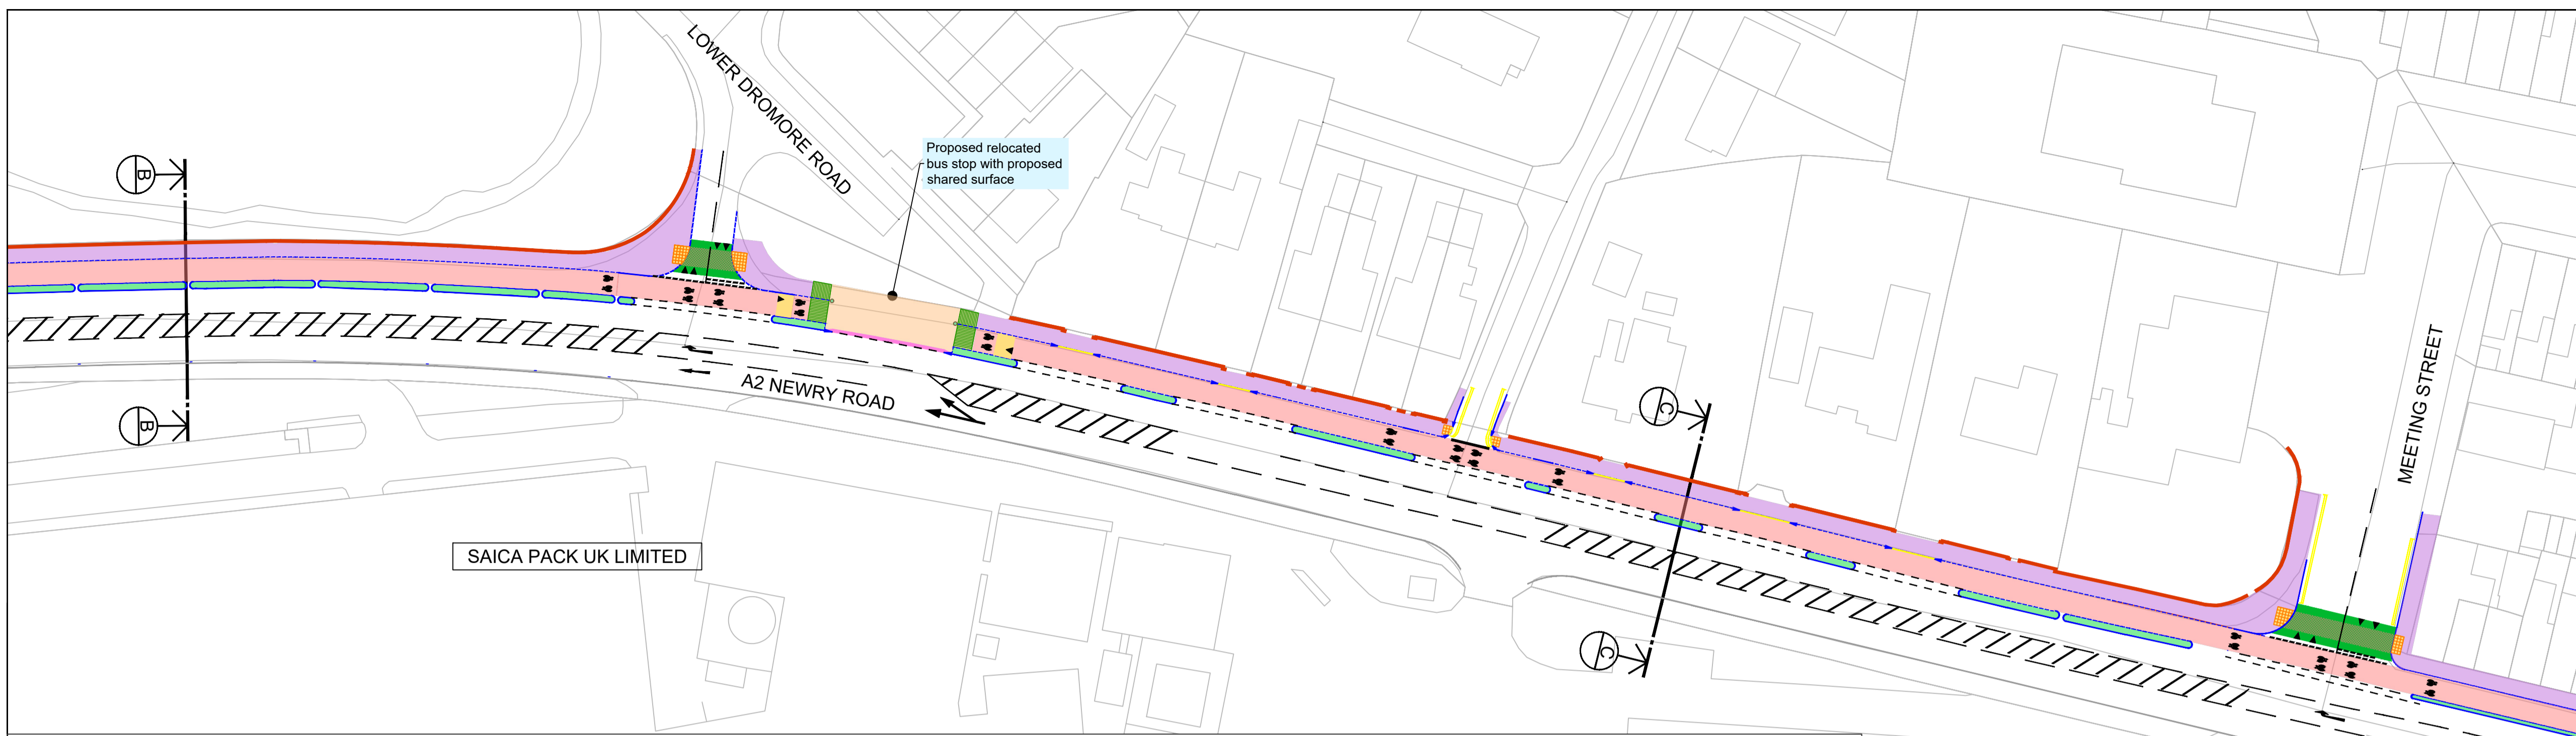 LOWER DROMORE ROAD
Proposed relocated
bus stop with proposed
shared surface
B
B
A2 NEWRY ROAD
C
C
MEETING STREET
SAICA PACK UK LIMITED